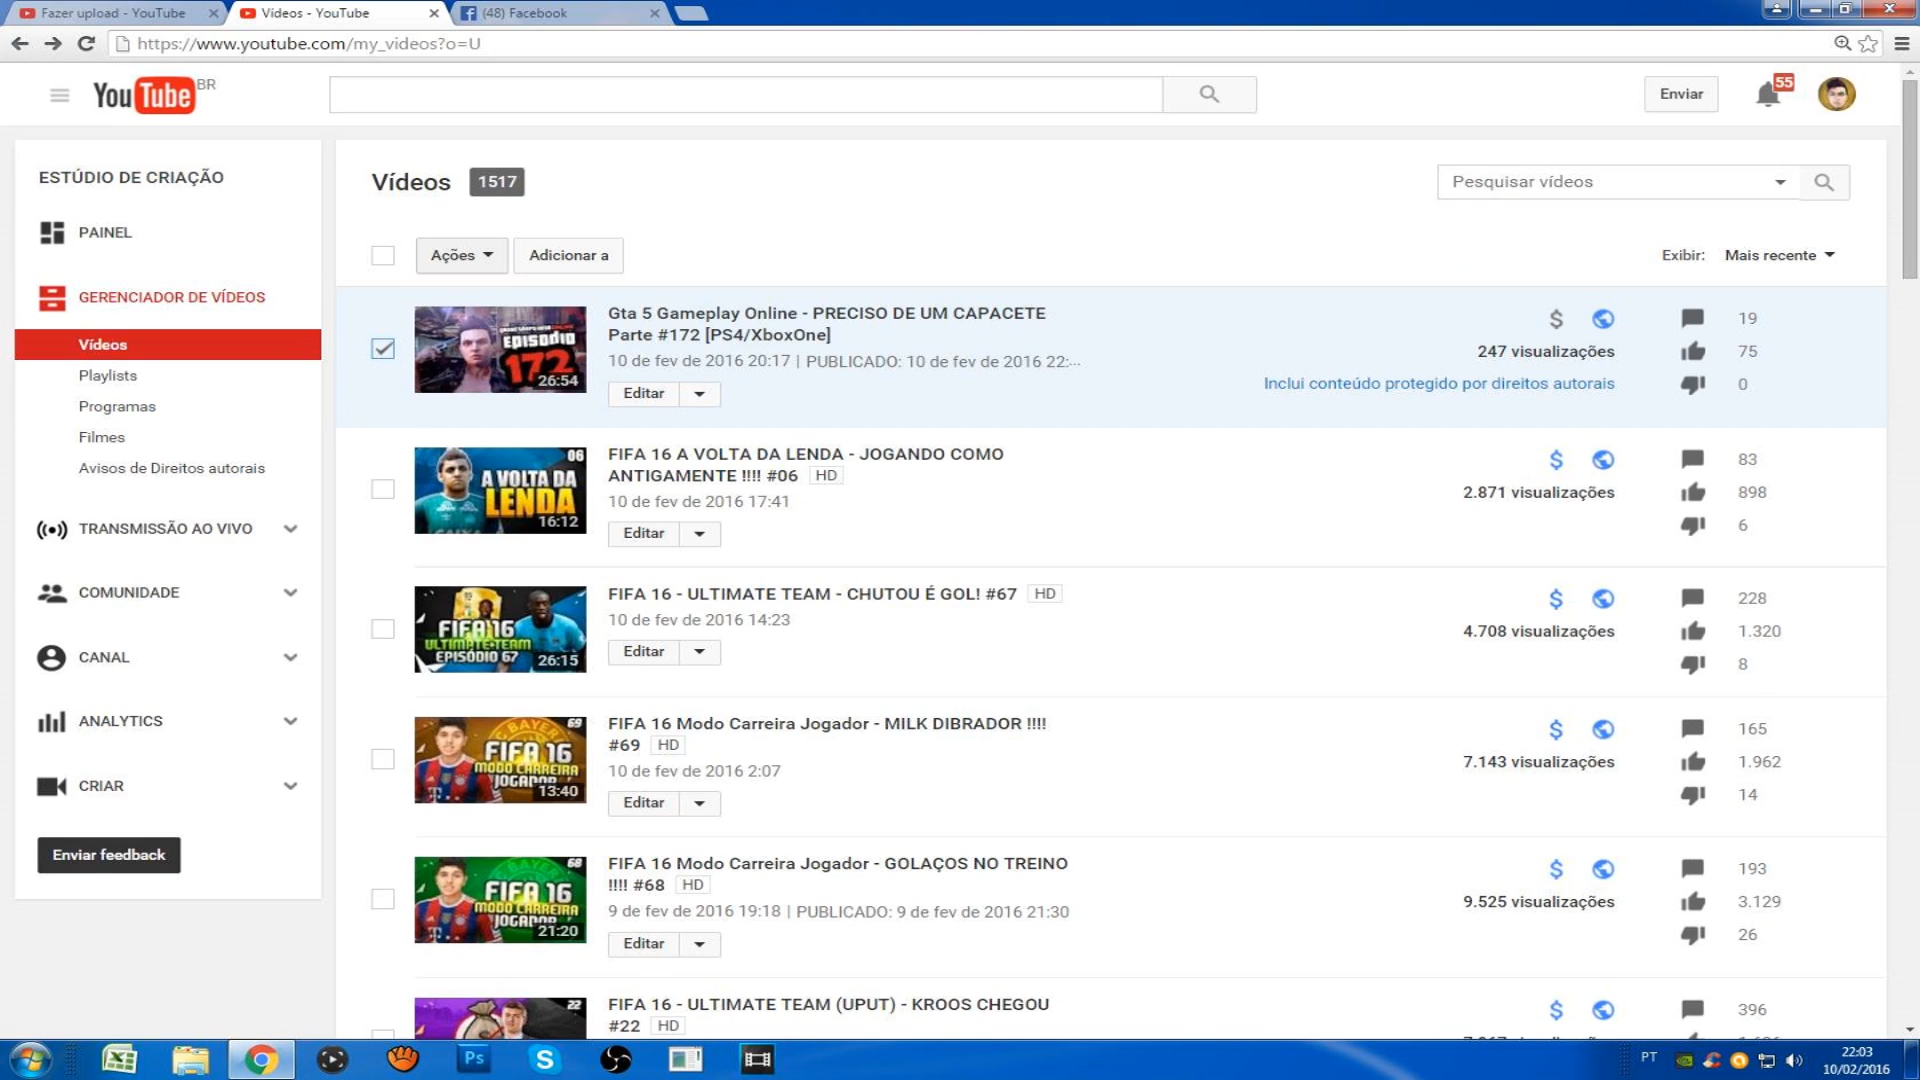 Fazer upload - YouTube
Vídeos - YouTube
(48) Facebook
https://www.youtube.com/my_videos?o=U
YouTube BR
Enviar
55
ESTÚDIO DE CRIAÇÃO
PAINEL
GERENCIADOR DE VÍDEOS
Vídeos
Playlists
Programas
Filmes
Avisos de Direitos autorais
TRANSMISSÃO AO VIVO
COMUNIDADE
CANAL
ANALYTICS
CRIAR
Enviar feedback
Vídeos 1517
Pesquisar vídeos
Ações
Adicionar a
Exibir: Mais recente
EPISODIO
172
26:54
Gta 5 Gameplay Online - PRECISO DE UM CAPACETE
Parte #172 [PS4/XboxOne]
10 de fev de 2016 20:17 | PUBLICADO: 10 de fev de 2016 22:...
Editar
247 visualizações
Inclui conteúdo protegido por direitos autorais
19
75
0
06
A VOLTA DA
LENDA
16:12
FIFA 16 A VOLTA DA LENDA - JOGANDO COMO
ANTIGAMENTE !!!! #06 HD
10 de fev de 2016 17:41
Editar
2.871 visualizações
83
898
6
FIFA 16
ULTIMATE TEAM
EPISÓDIO 67
26:15
FIFA 16 - ULTIMATE TEAM - CHUTOU É GOL! #67 HD
10 de fev de 2016 14:23
Editar
4.708 visualizações
228
1.320
8
69
FIFA 16
MODO CARREIRA
JOGADOR
13:40
FIFA 16 Modo Carreira Jogador - MILK DIBRADOR !!!!
#69 HD
10 de fev de 2016 2:07
Editar
7.143 visualizações
165
1.962
14
68
FIFA 16
MODO CARREIRA
JOGADOR
21:20
FIFA 16 Modo Carreira Jogador - GOLAÇOS NO TREINO
!!!! #68 HD
9 de fev de 2016 19:18 | PUBLICADO: 9 de fev de 2016 21:30
Editar
9.525 visualizações
193
3.129
26
22
FIFA 16 - ULTIMATE TEAM (UPUT) - KROOS CHEGOU
#22 HD
396
Ps
PT
22:03
10/02/2016